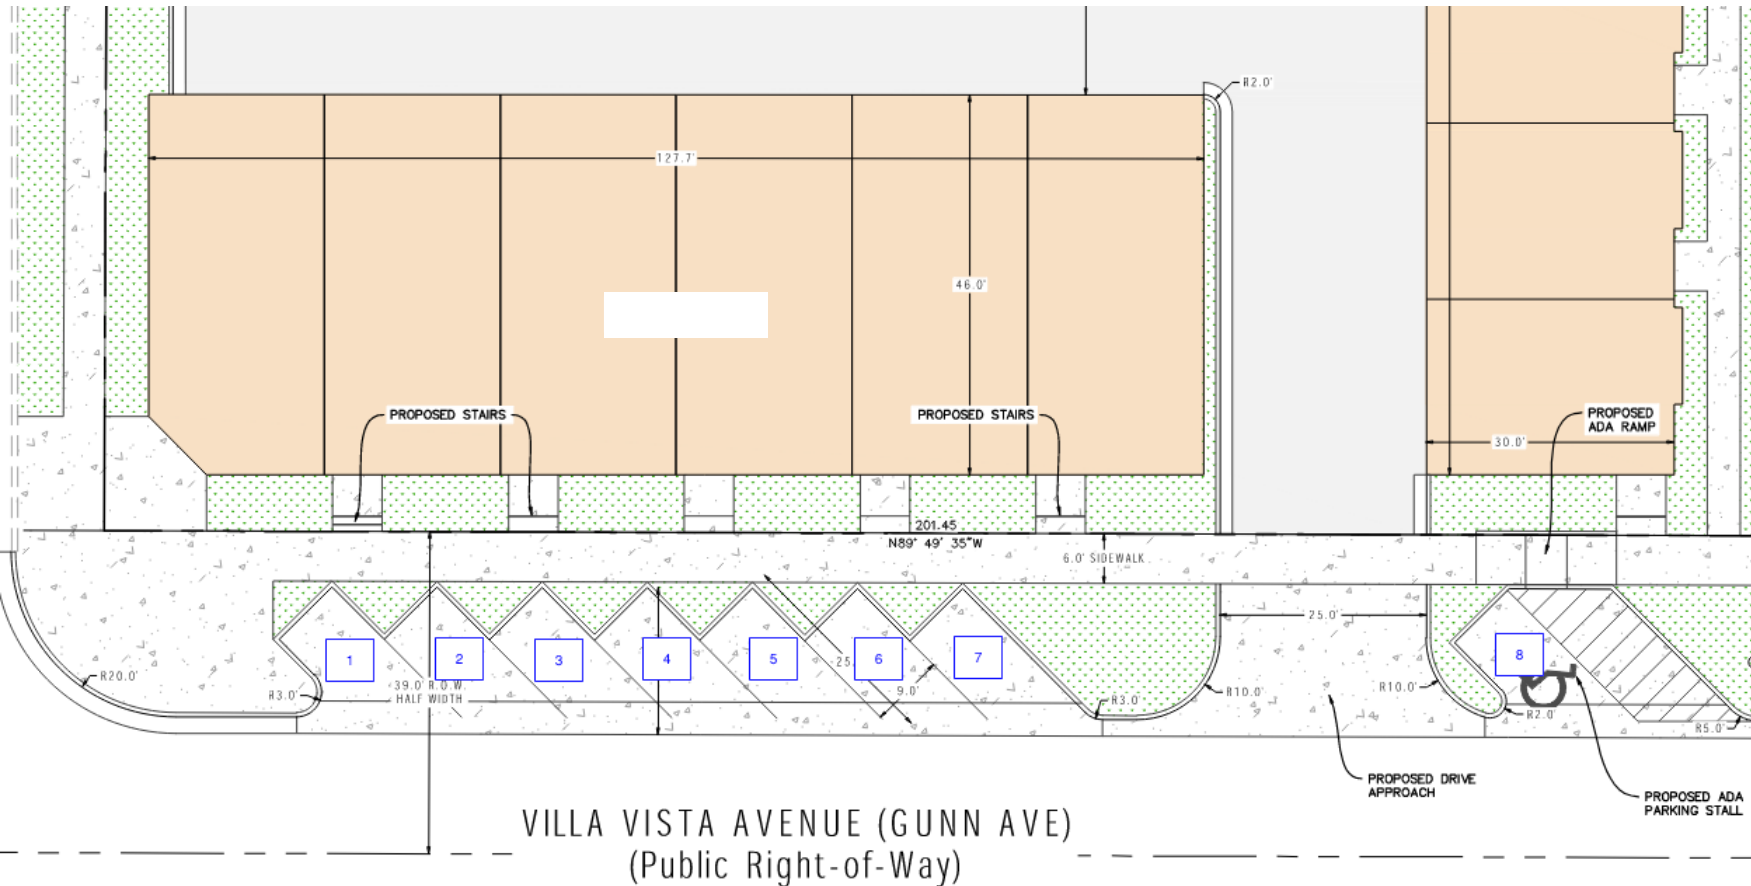 R2.0'
127.7'
46.0'
PROPOSED STAIRS
PROPOSED STAIRS
PROPOSED
ADA RAMP
30.0'
201.45
N89° 49' 35"W
6.0' SIDEWALK
25.0'
1
2
3
4
5
6
7
8
25.
9.0'
R20.0'
39.0' R.O.W.
HALF WIDTH
R3.0'
R3.0'
R10.0'
R10.0'
R2.0'
R5.0'
PROPOSED DRIVE
APPROACH
PROPOSED ADA
PARKING STALL
VILLA VISTA AVENUE (GUNN AVE)
(Public Right-of-Way)